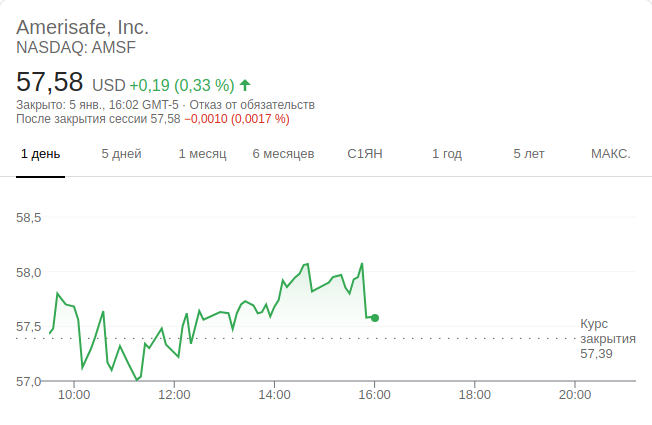 Amerisafe, Inc.
NASDAQ: AMSF
57,58 USD +0,19 (0,33 %)
Закрыто: 5 янв., 16:02 GMT-5 · Отказ от обязательств
После закрытия сессии 57,58 −0,0010 (0,0017 %)
1 день 5 дней 1 месяц 6 месяцев С1ЯН 1 год 5 лет МАКС.
58,5
58,0
57,5
Курс
закрытия
57,39
57,0
10:00 12:00 14:00 16:00 18:00 20:00